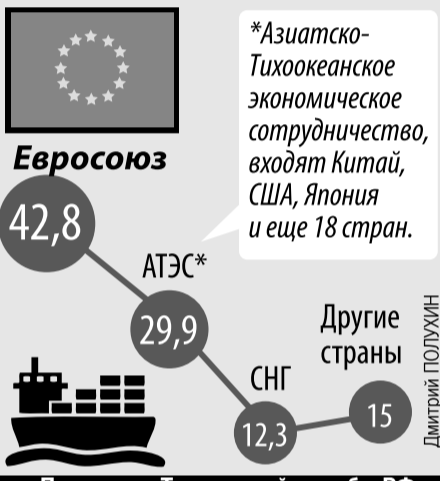 *Азиатско-
Тихоокеанское
экономическое
сотрудничество,
входят Китай,
США, Япония
и еще 18 стран.
Евросоюз
42,8
АТЭС*
29,9
СНГ
12,3
Другие
страны
15
Дмитрий ПОЛУХИН